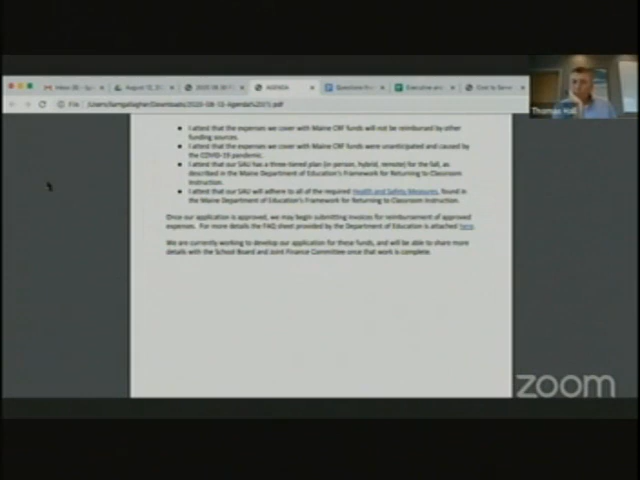 AGENDA
File
• I attest that the expenses we cover with Maine CRF funds will not be reimbursed by other
funding sources.
• I attest that the expenses we cover with Maine CRF funds were unanticipated and caused by
the COVID-19 pandemic.
• I attest that our SAU has a three-tiered plan (in-person, hybrid, remote) for the fall, as
described in the Maine Department of Education's Framework for Returning to Classroom
Instruction.
• I attest that our SAU will adhere to all of the required Health and Safety Measures, found in
the Maine Department of Education's Framework for Returning to Classroom Instruction.
Once our application is approved, we may begin submitting invoices for reimbursement of approved
expenses. For more details the FAQ sheet provided by the Department of Education is attached here.
We are currently working to develop our application for these funds, and will be able to share more
details with the School Board and Joint Finance Committee once that work is complete.
Thomas
zoom